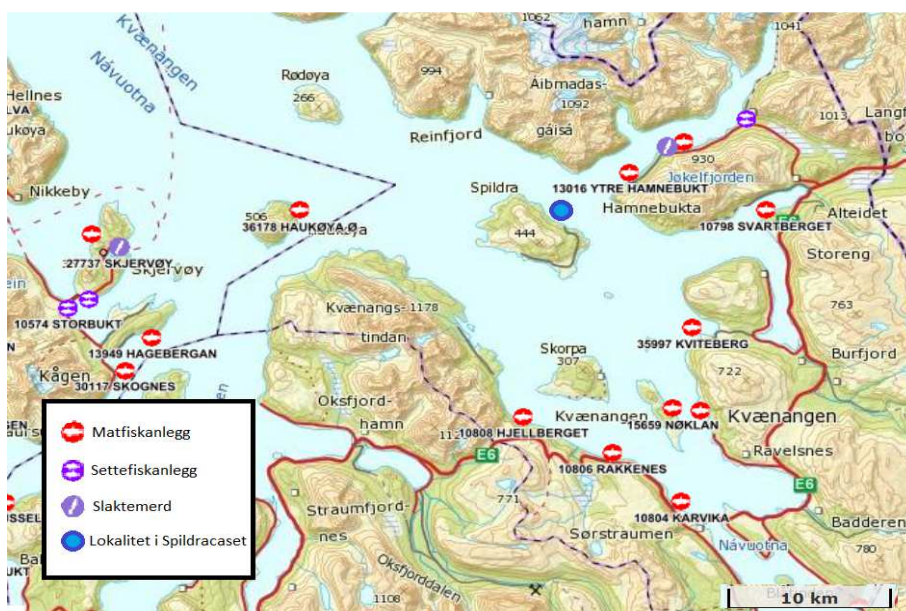 1062
hamn
1041
Kvænangen
Návuotna
Hellnes
Rødøya
266
994
Áibmadas-
1092
gáisá
Reinfjord
1013
Langf
930
Jøkelfjorden
Nikkeby
Spildra
13016 YTRE HAMNEBUKT
Hamnebukta
506
36178 HAUKØYA Ø
444
10798 SVARTBERGET
E6
Alteidet
Storeng
27737 SKJERVØY
Skjervøy
10574 STORBUKT
Kvænangs-
1178
tindan
763
13949 HAGEBERGAN
35997 KVITEBERG
Skorpa
307
Burfjord
30117 SKOGNES
Kågen
722
Oksfjord-
hamn
Kvænangen
15659 NØKLAN
Kvænangen
10808 HJELLBERGET
E6
10806 RAKKENES
Ravelsnes
E6
771
10804 KARVIKA
Straumfjord
nes
Sørstraumen
Badderen
Návuotna
780
Oksfjorddalen
1108
Matfiskanlegg
Settefiskanlegg
Slaktemerd
Lokalitet i Spildracaset
10 km